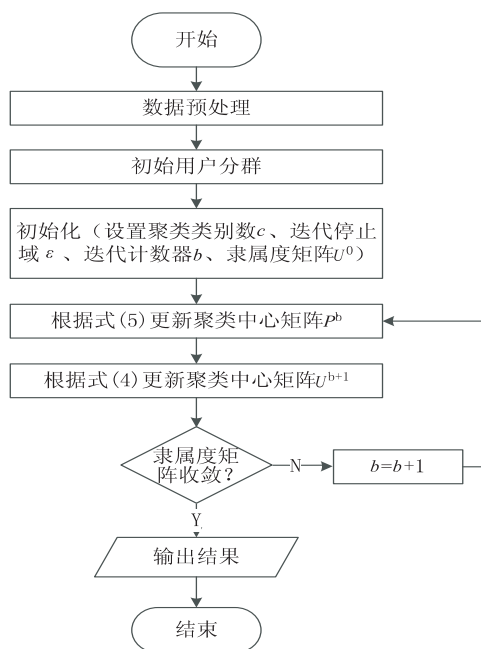 开始
数据预处理
初始用户分群
初始化（设置聚类类别数c、迭代停止
域ε、迭代计数器b、隶属度矩阵U⁰）
根据式(5)更新聚类中心矩阵Pᵇ
根据式(4)更新聚类中心矩阵Uᵇ⁺¹
隶属度矩
阵收敛？
N
b=b+1
Y
输出结果
结束